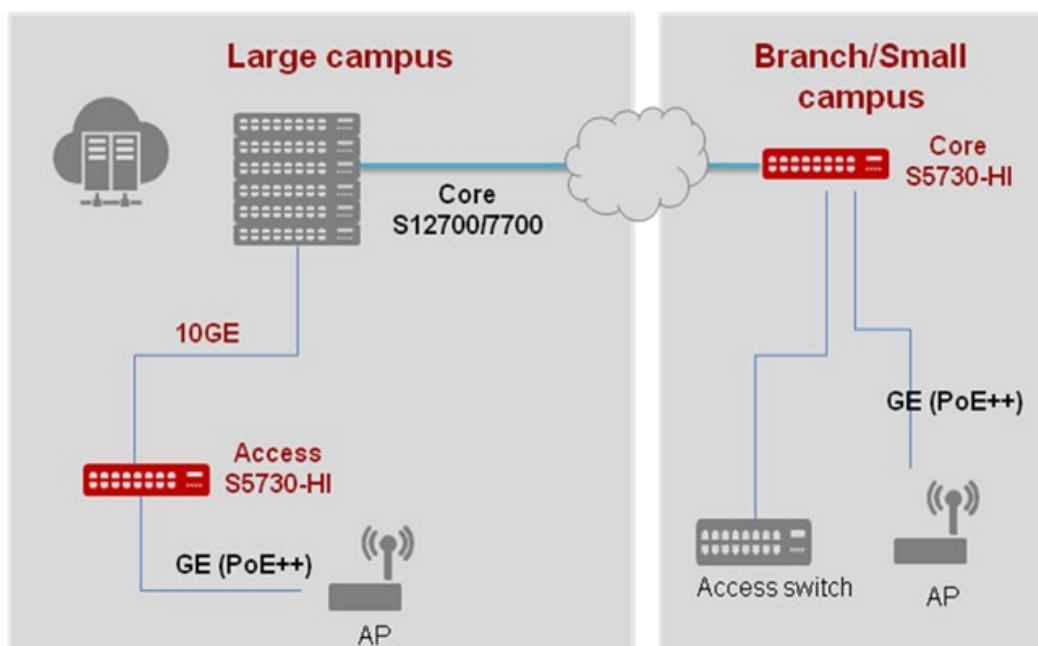 Large campus
Core
S12700/7700
10GE
Access
S5730-HI
GE (PoE++)
AP
Branch/Small
campus
Core
S5730-HI
GE (PoE++)
Access switch
AP